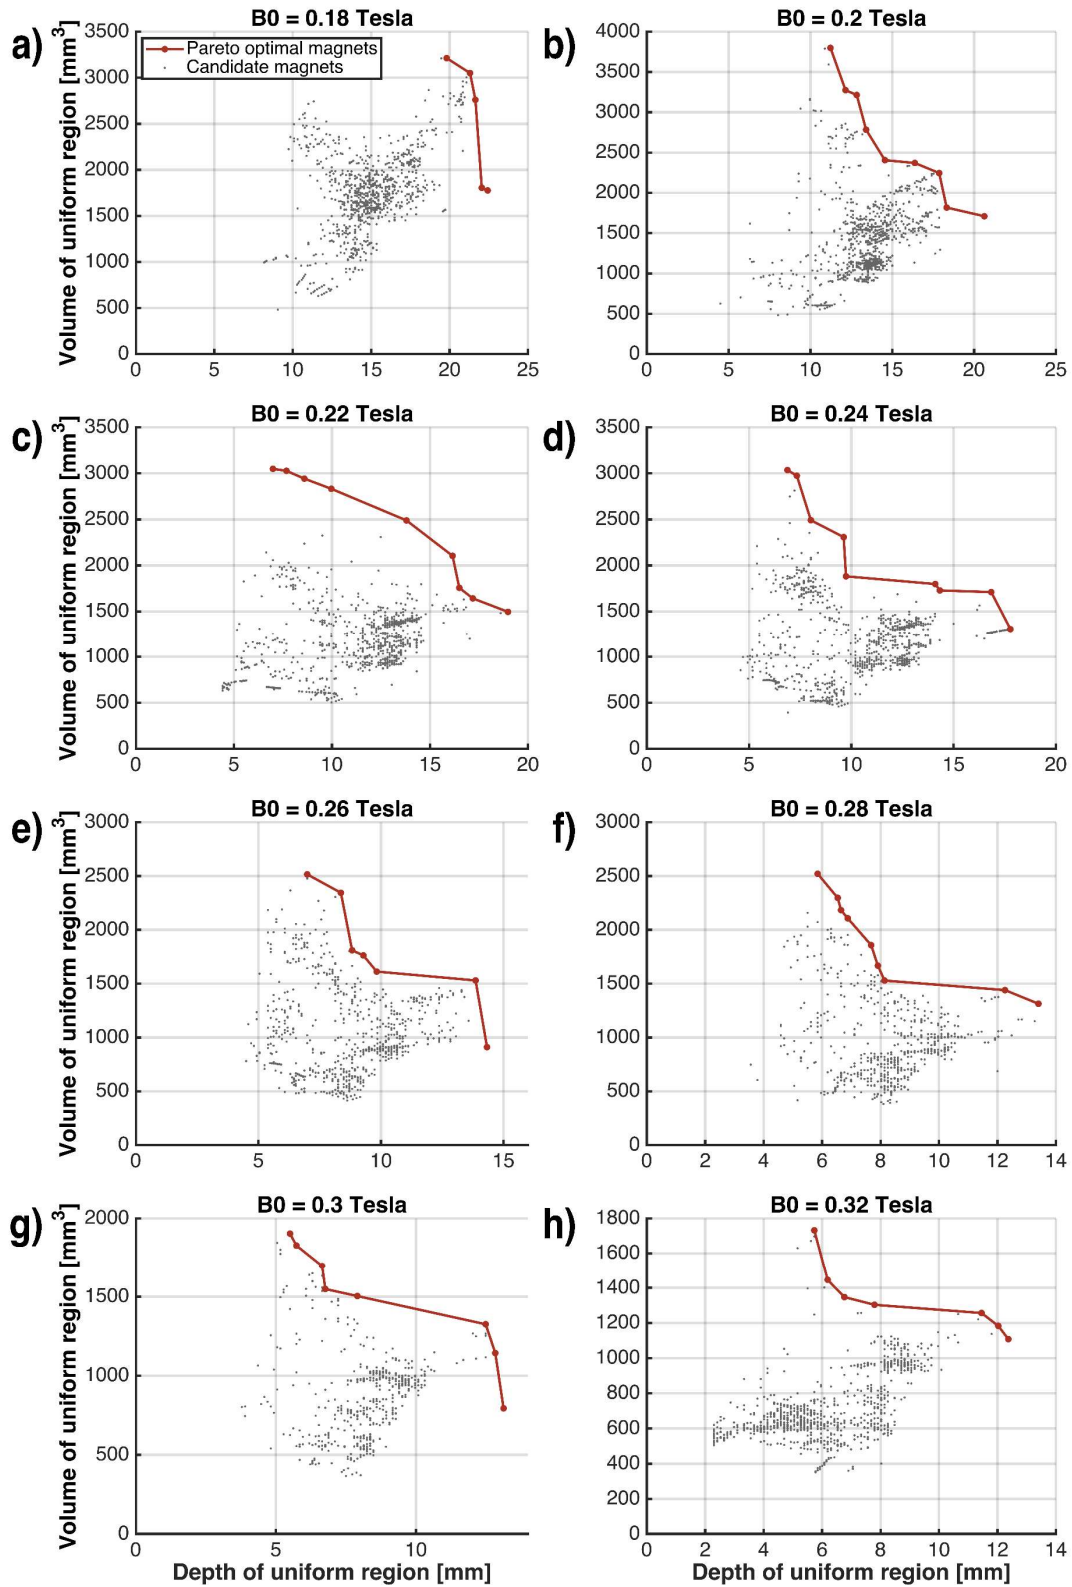 a)
B0 = 0.18 Tesla
Volume of uniform region [mm³]
3500
3000
2500
2000
1500
1000
500
0
Pareto optimal magnets
Candidate magnets
0 5 10 15 20 25
b)
B0 = 0.2 Tesla
4000
3500
3000
2500
2000
1500
1000
500
0
0 5 10 15 20 25
c)
B0 = 0.22 Tesla
Volume of uniform region [mm³]
3500
3000
2500
2000
1500
1000
500
0
0 5 10 15 20
d)
B0 = 0.24 Tesla
3500
3000
2500
2000
1500
1000
500
0
0 5 10 15 20
e)
B0 = 0.26 Tesla
Volume of uniform region [mm³]
3000
2500
2000
1500
1000
500
0
0 5 10 15
f)
B0 = 0.28 Tesla
3000
2500
2000
1500
1000
500
0
0 2 4 6 8 10 12 14
g)
B0 = 0.3 Tesla
Volume of uniform region [mm³]
2000
1500
1000
500
0
0 5 10
Depth of uniform region [mm]
h)
B0 = 0.32 Tesla
1800
1600
1400
1200
1000
800
600
400
200
0
0 2 4 6 8 10 12 14
Depth of uniform region [mm]